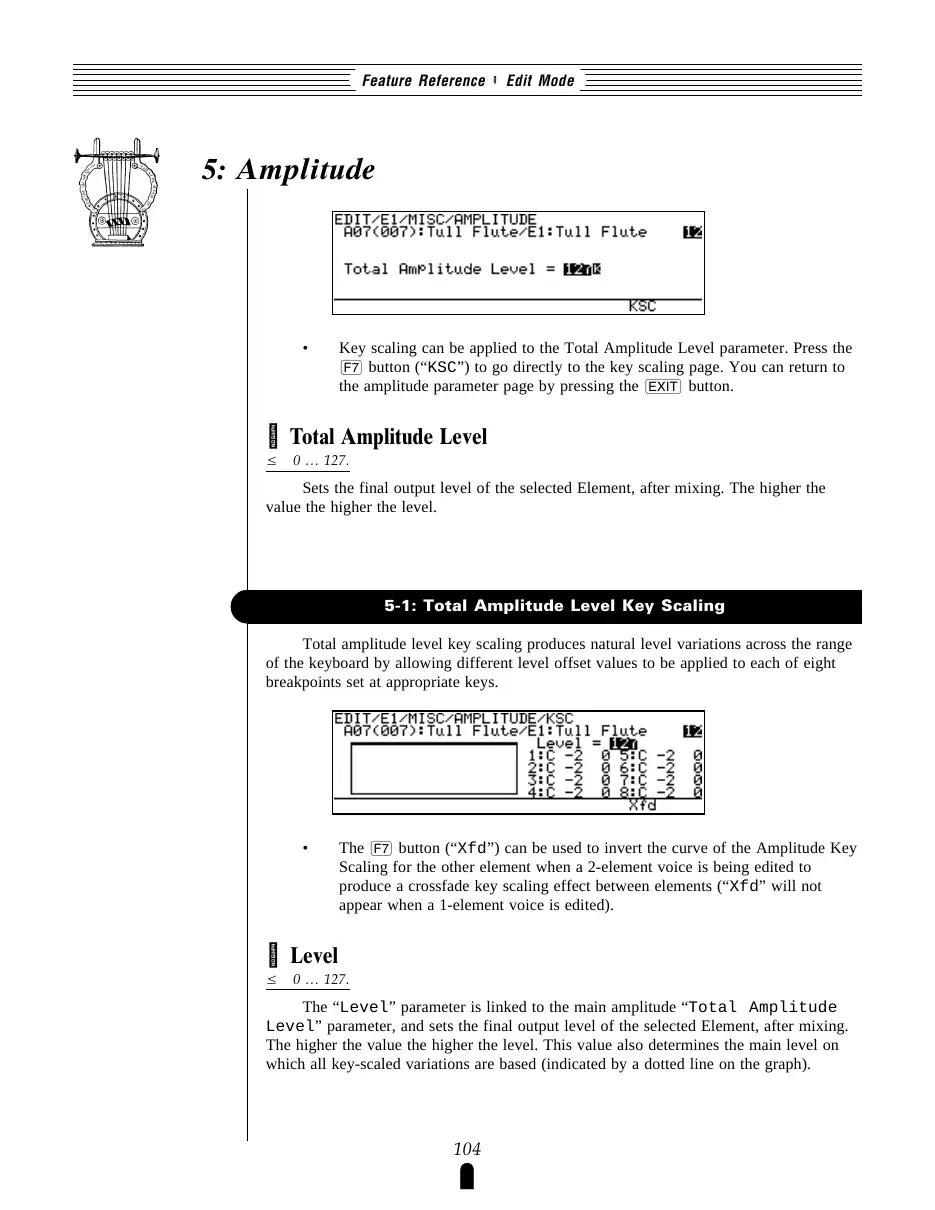 Feature Reference Edit Mode
5: Amplitude
EDIT/E1/MISC/AMPLITUDE
A07(007):Tull Flute/E1:Tull Flute 12
Total Amplitude Level =
KSC
• Key scaling can be applied to the Total Amplitude Level parameter. Press the
F7 button (“KSC”) to go directly to the key scaling page. You can return to
the amplitude parameter page by pressing the EXIT button.
Total Amplitude Level
≤ 0 … 127.
Sets the final output level of the selected Element, after mixing. The higher the
value the higher the level.
5-1: Total Amplitude Level Key Scaling
Total amplitude level key scaling produces natural level variations across the range
of the keyboard by allowing different level offset values to be applied to each of eight
breakpoints set at appropriate keys.
EDIT/E1/MISC/AMPLITUDE/KSC
A07(007):Tull Flute/E1:Tull Flute 12
Level =
1:C -2 0 5:C -2 0
2:C -2 0 6:C -2 0
3:C -2 0 7:C -2 0
4:C -2 0 8:C -2 0
Xfd
• The F7 button (“Xfd”) can be used to invert the curve of the Amplitude Key
Scaling for the other element when a 2-element voice is being edited to
produce a crossfade key scaling effect between elements (“Xfd” will not
appear when a 1-element voice is edited).
Level
≤ 0 … 127.
The “Level” parameter is linked to the main amplitude “Total Amplitude
Level” parameter, and sets the final output level of the selected Element, after mixing.
The higher the value the higher the level. This value also determines the main level on
which all key-scaled variations are based (indicated by a dotted line on the graph).
104